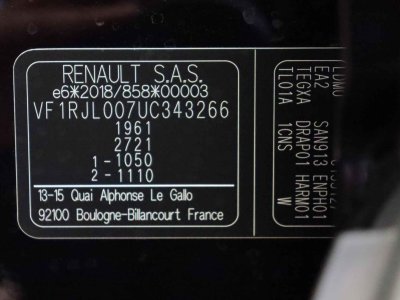 RENAULT S.A.S.
e6*2018/858*00003
VF1RJL007UC343266
1961
2721
1-1050
2-1110
13-15 Quai Alphonse Le Gallo
92100 Boulogne-Billancourt France
EA2 SAN913 ENPH01
TEGXA DRAP01 HARM01
TL01A 1CNS W